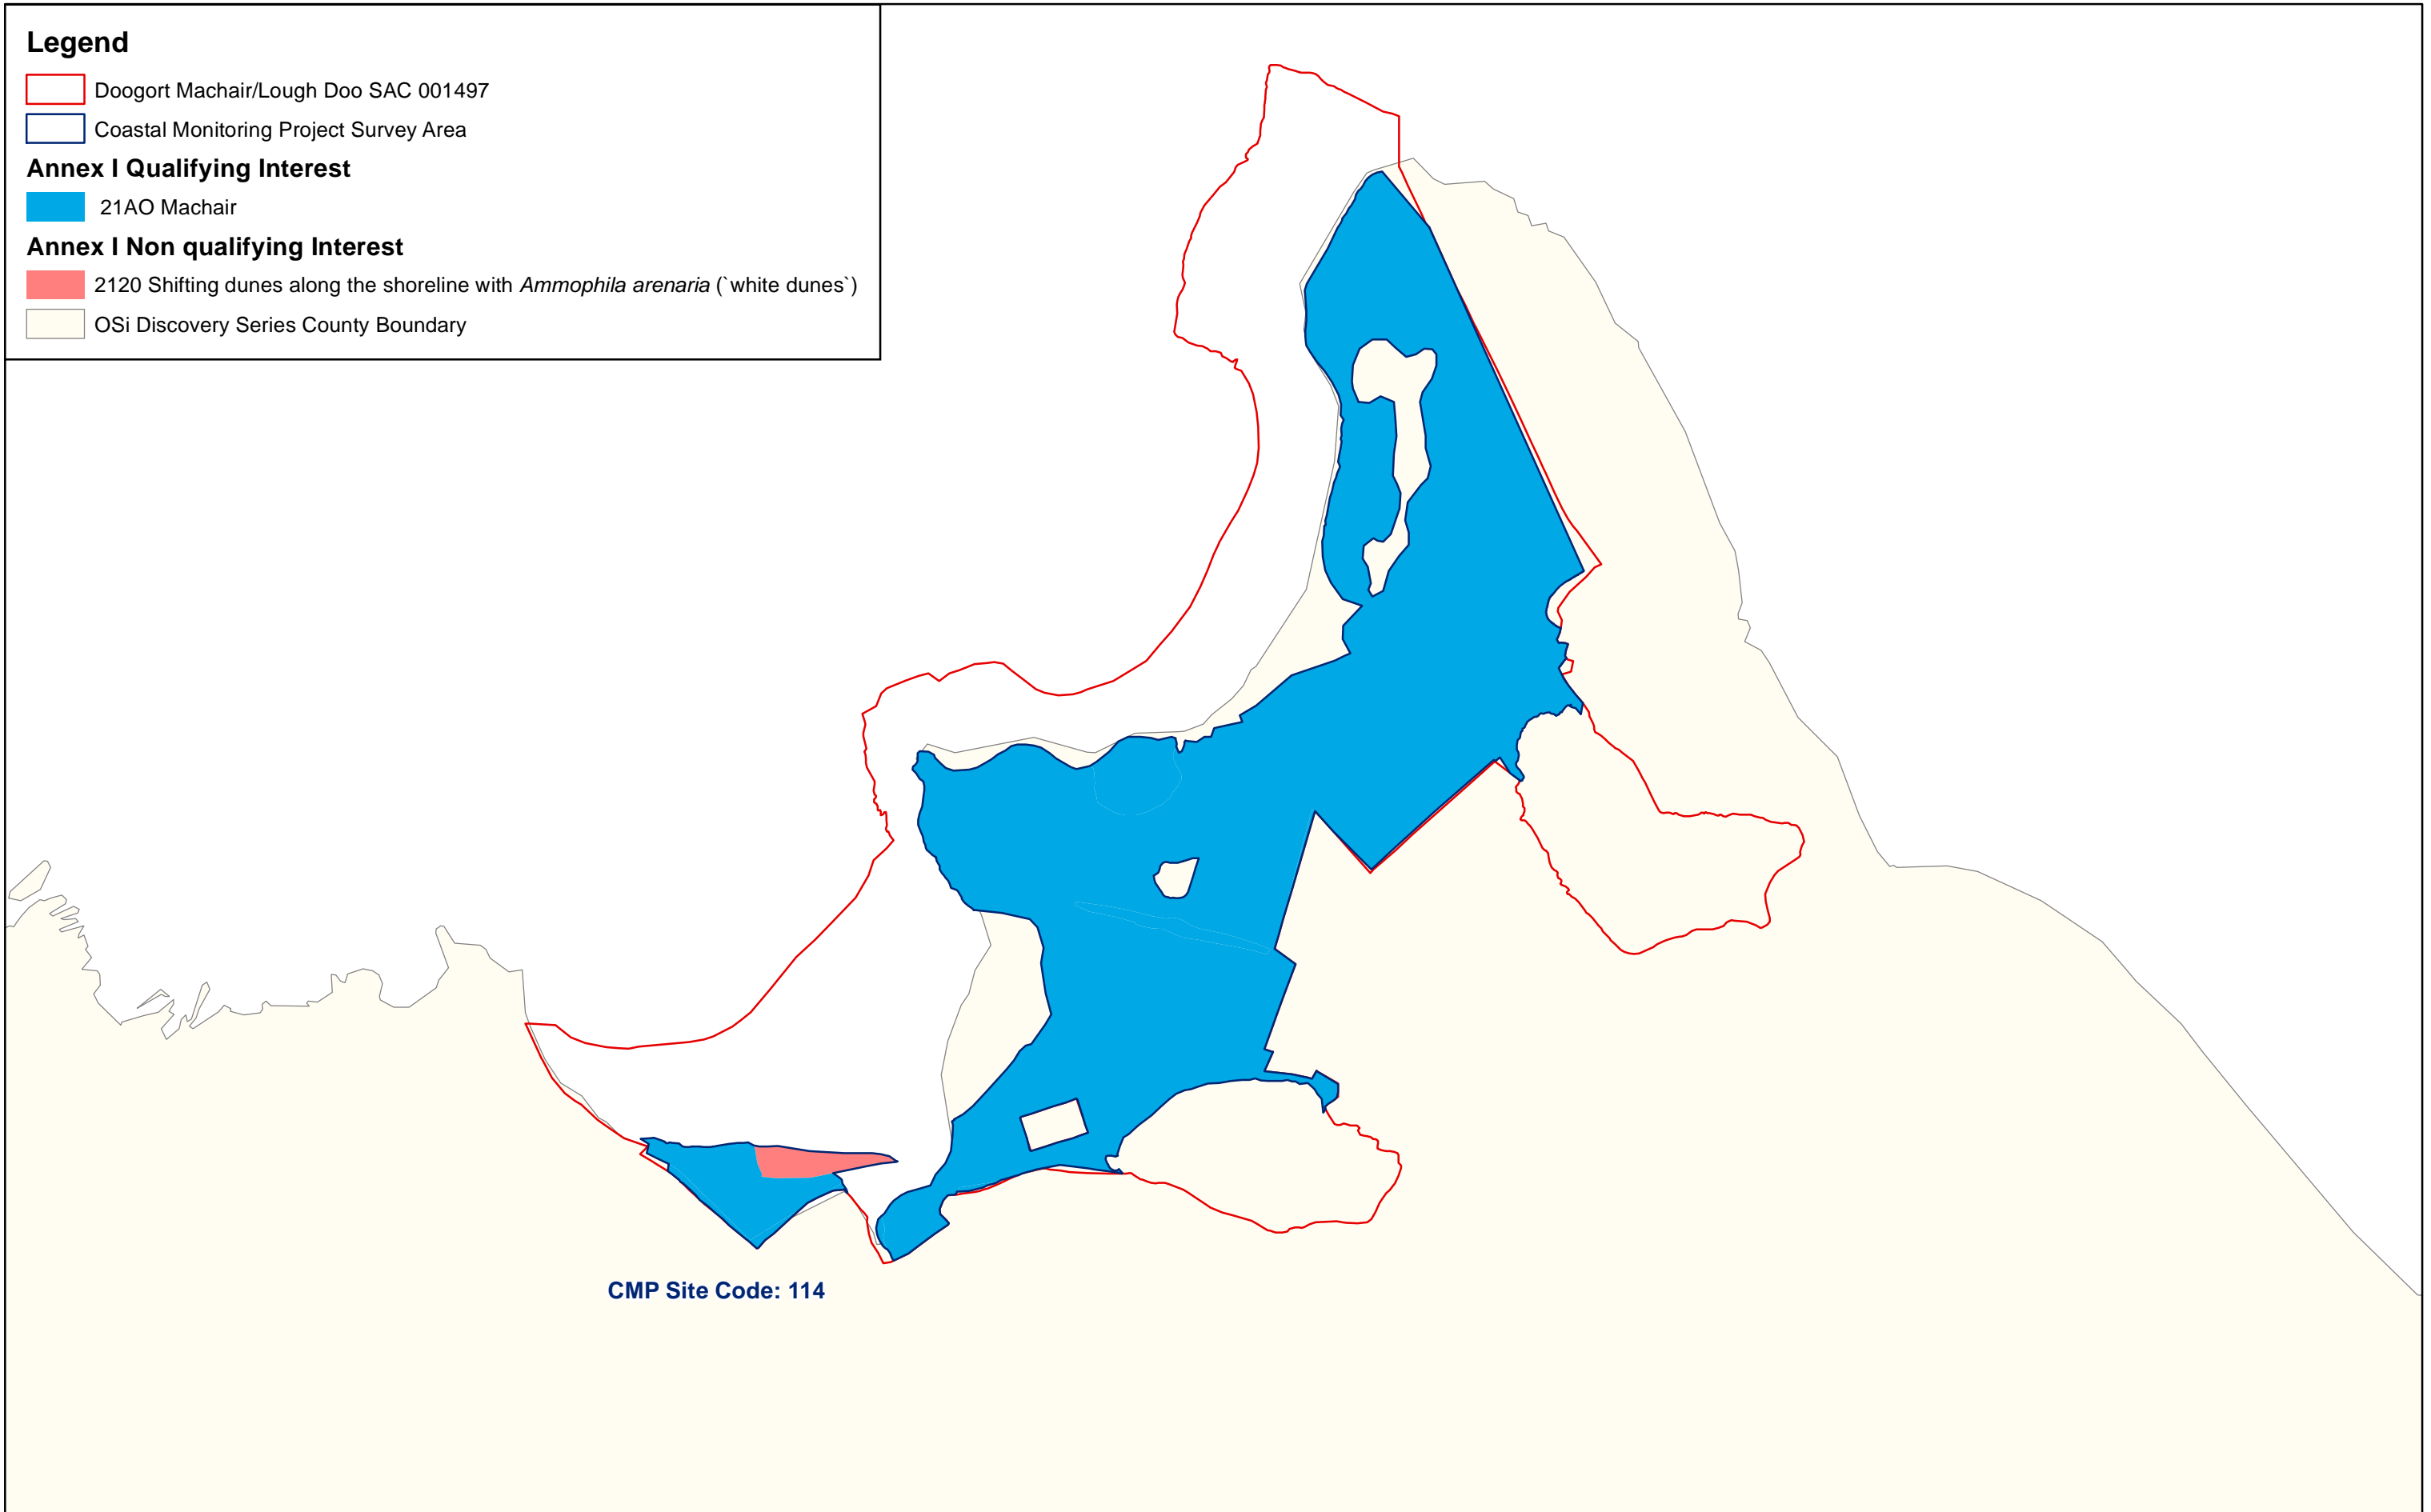 Legend
Doogort Machair/Lough Doo SAC 001497
Coastal Monitoring Project Survey Area
Annex I Qualifying Interest
21AO Machair
Annex I Non qualifying Interest
2120 Shifting dunes along the shoreline with Ammophila arenaria (`white dunes`)
OSi Discovery Series County Boundary
CMP Site Code: 114